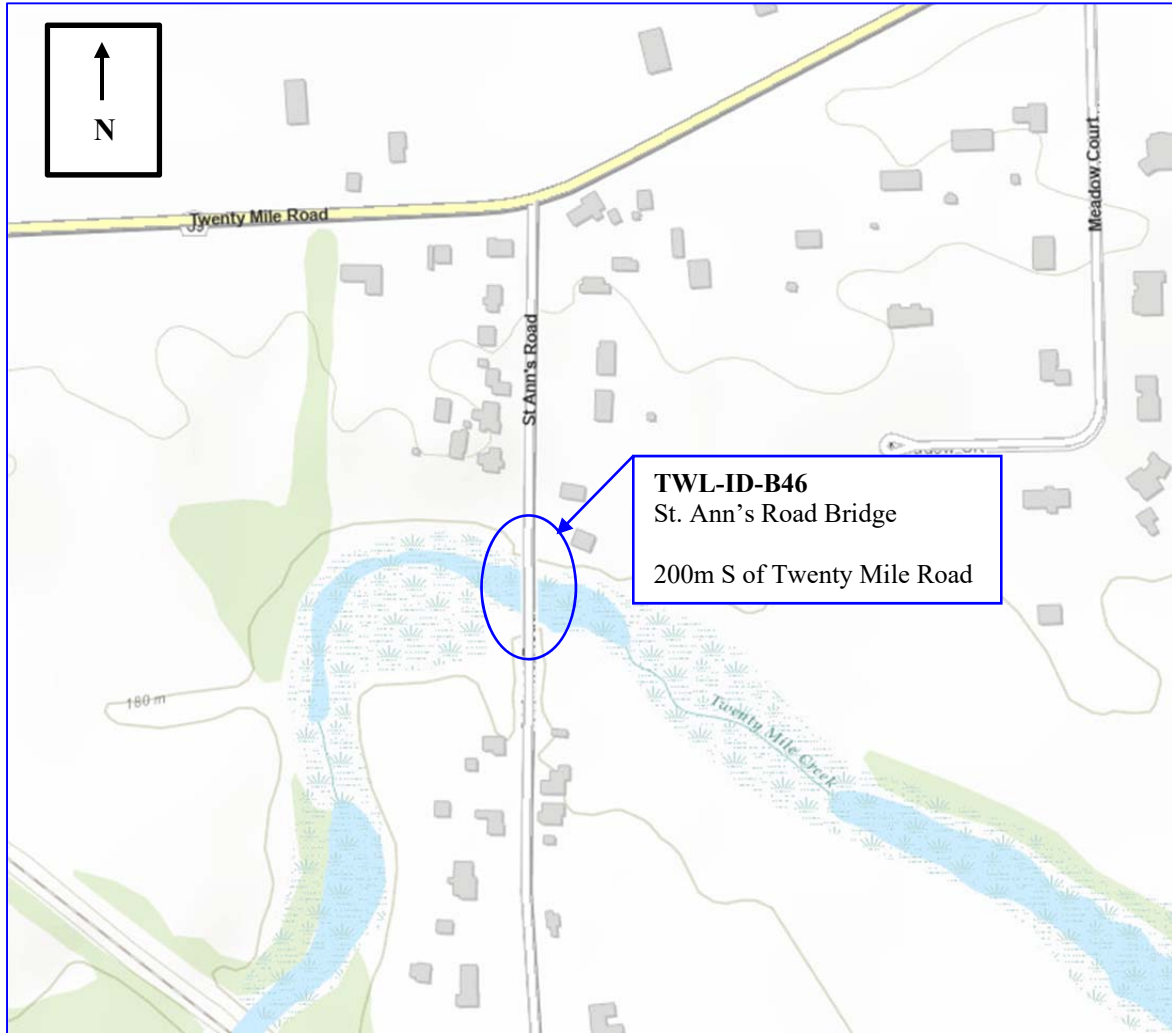 N
Twenty Mile Road
Meadow Court
St Ann's Road
TWL-ID-B46
St. Ann's Road Bridge
200m S of Twenty Mile Road
180 m
Twenty Mile Creek